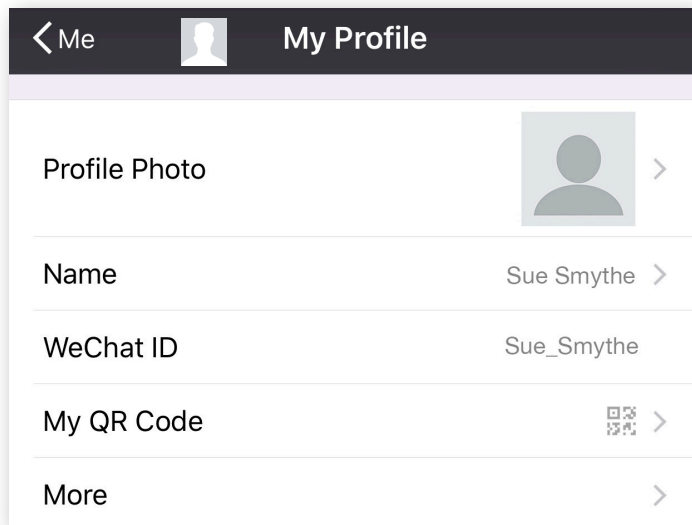 Me My Profile
Profile Photo
Name Sue Smythe
WeChat ID Sue_Smythe
My QR Code
More